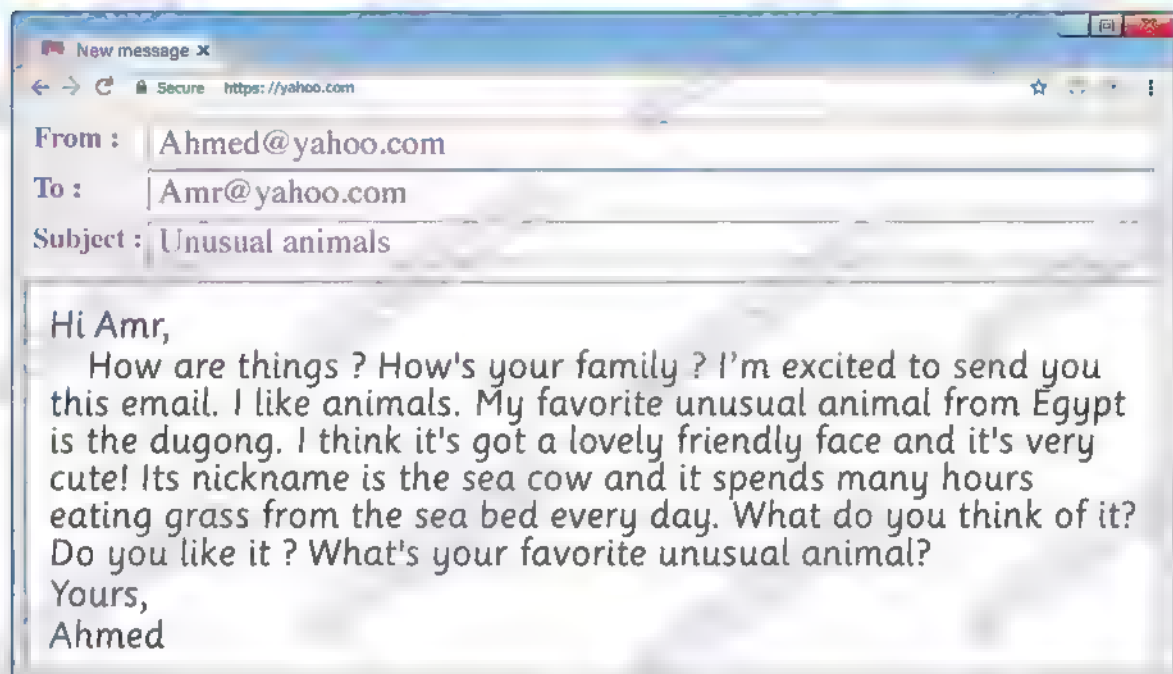 New message x
Secure https://yahoo.com
From : Ahmed@yahoo.com
To : Amr@yahoo.com
Subject : Unusual animals
Hi Amr,
How are things ? How's your family ? I'm excited to send you
this email. I like animals. My favorite unusual animal from Egypt
is the dugong. I think it's got a lovely friendly face and it's very
cute! Its nickname is the sea cow and it spends many hours
eating grass from the sea bed every day. What do you think of it?
Do you like it ? What's your favorite unusual animal?
Yours,
Ahmed